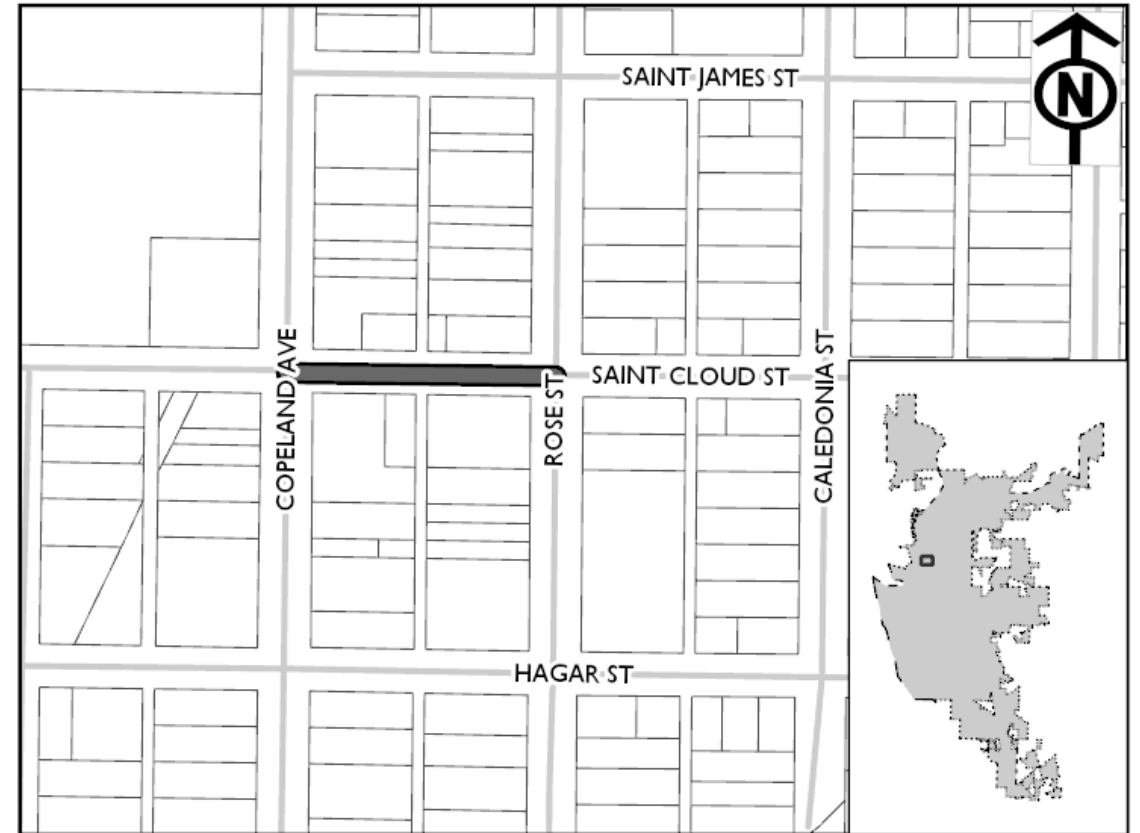 N
SAINT JAMES ST
COPELAND AVE
ROSE ST
SAINT CLOUD ST
CALEDONIA ST
HAGAR ST